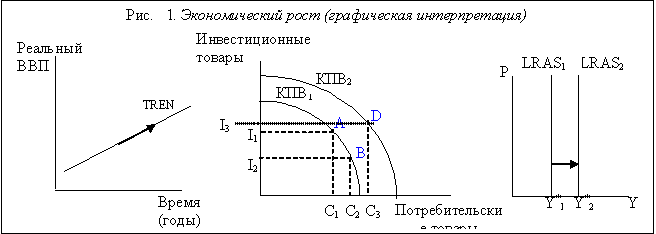 Рис. 1. Экономический рост (графическая интерпретация)
Реальный
ВВП
TREN
Время
(годы)
Инвестиционные
товары
КПВ2
КПВ1
A
D
B
I3
I1
I2
C1 C2 C3
Потребительски
е товары
P
LRAS1 LRAS2
Y1 Y2 Y